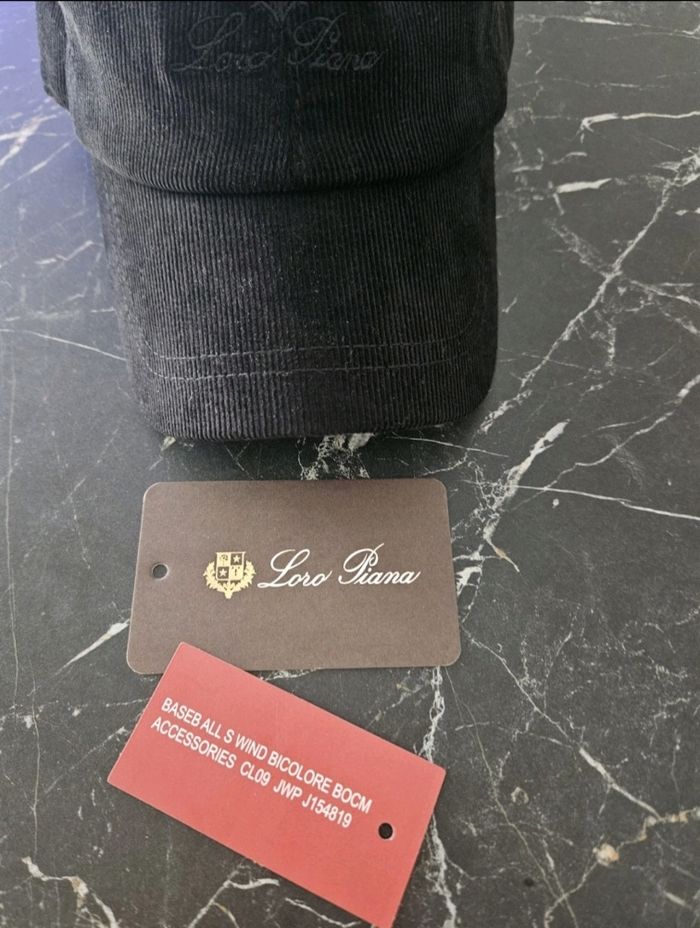 Loro Piana
Loro Piana
BASEB ALL S WIND BICOLORE BOCM
ACCESSORIES CL09 JWP J154819